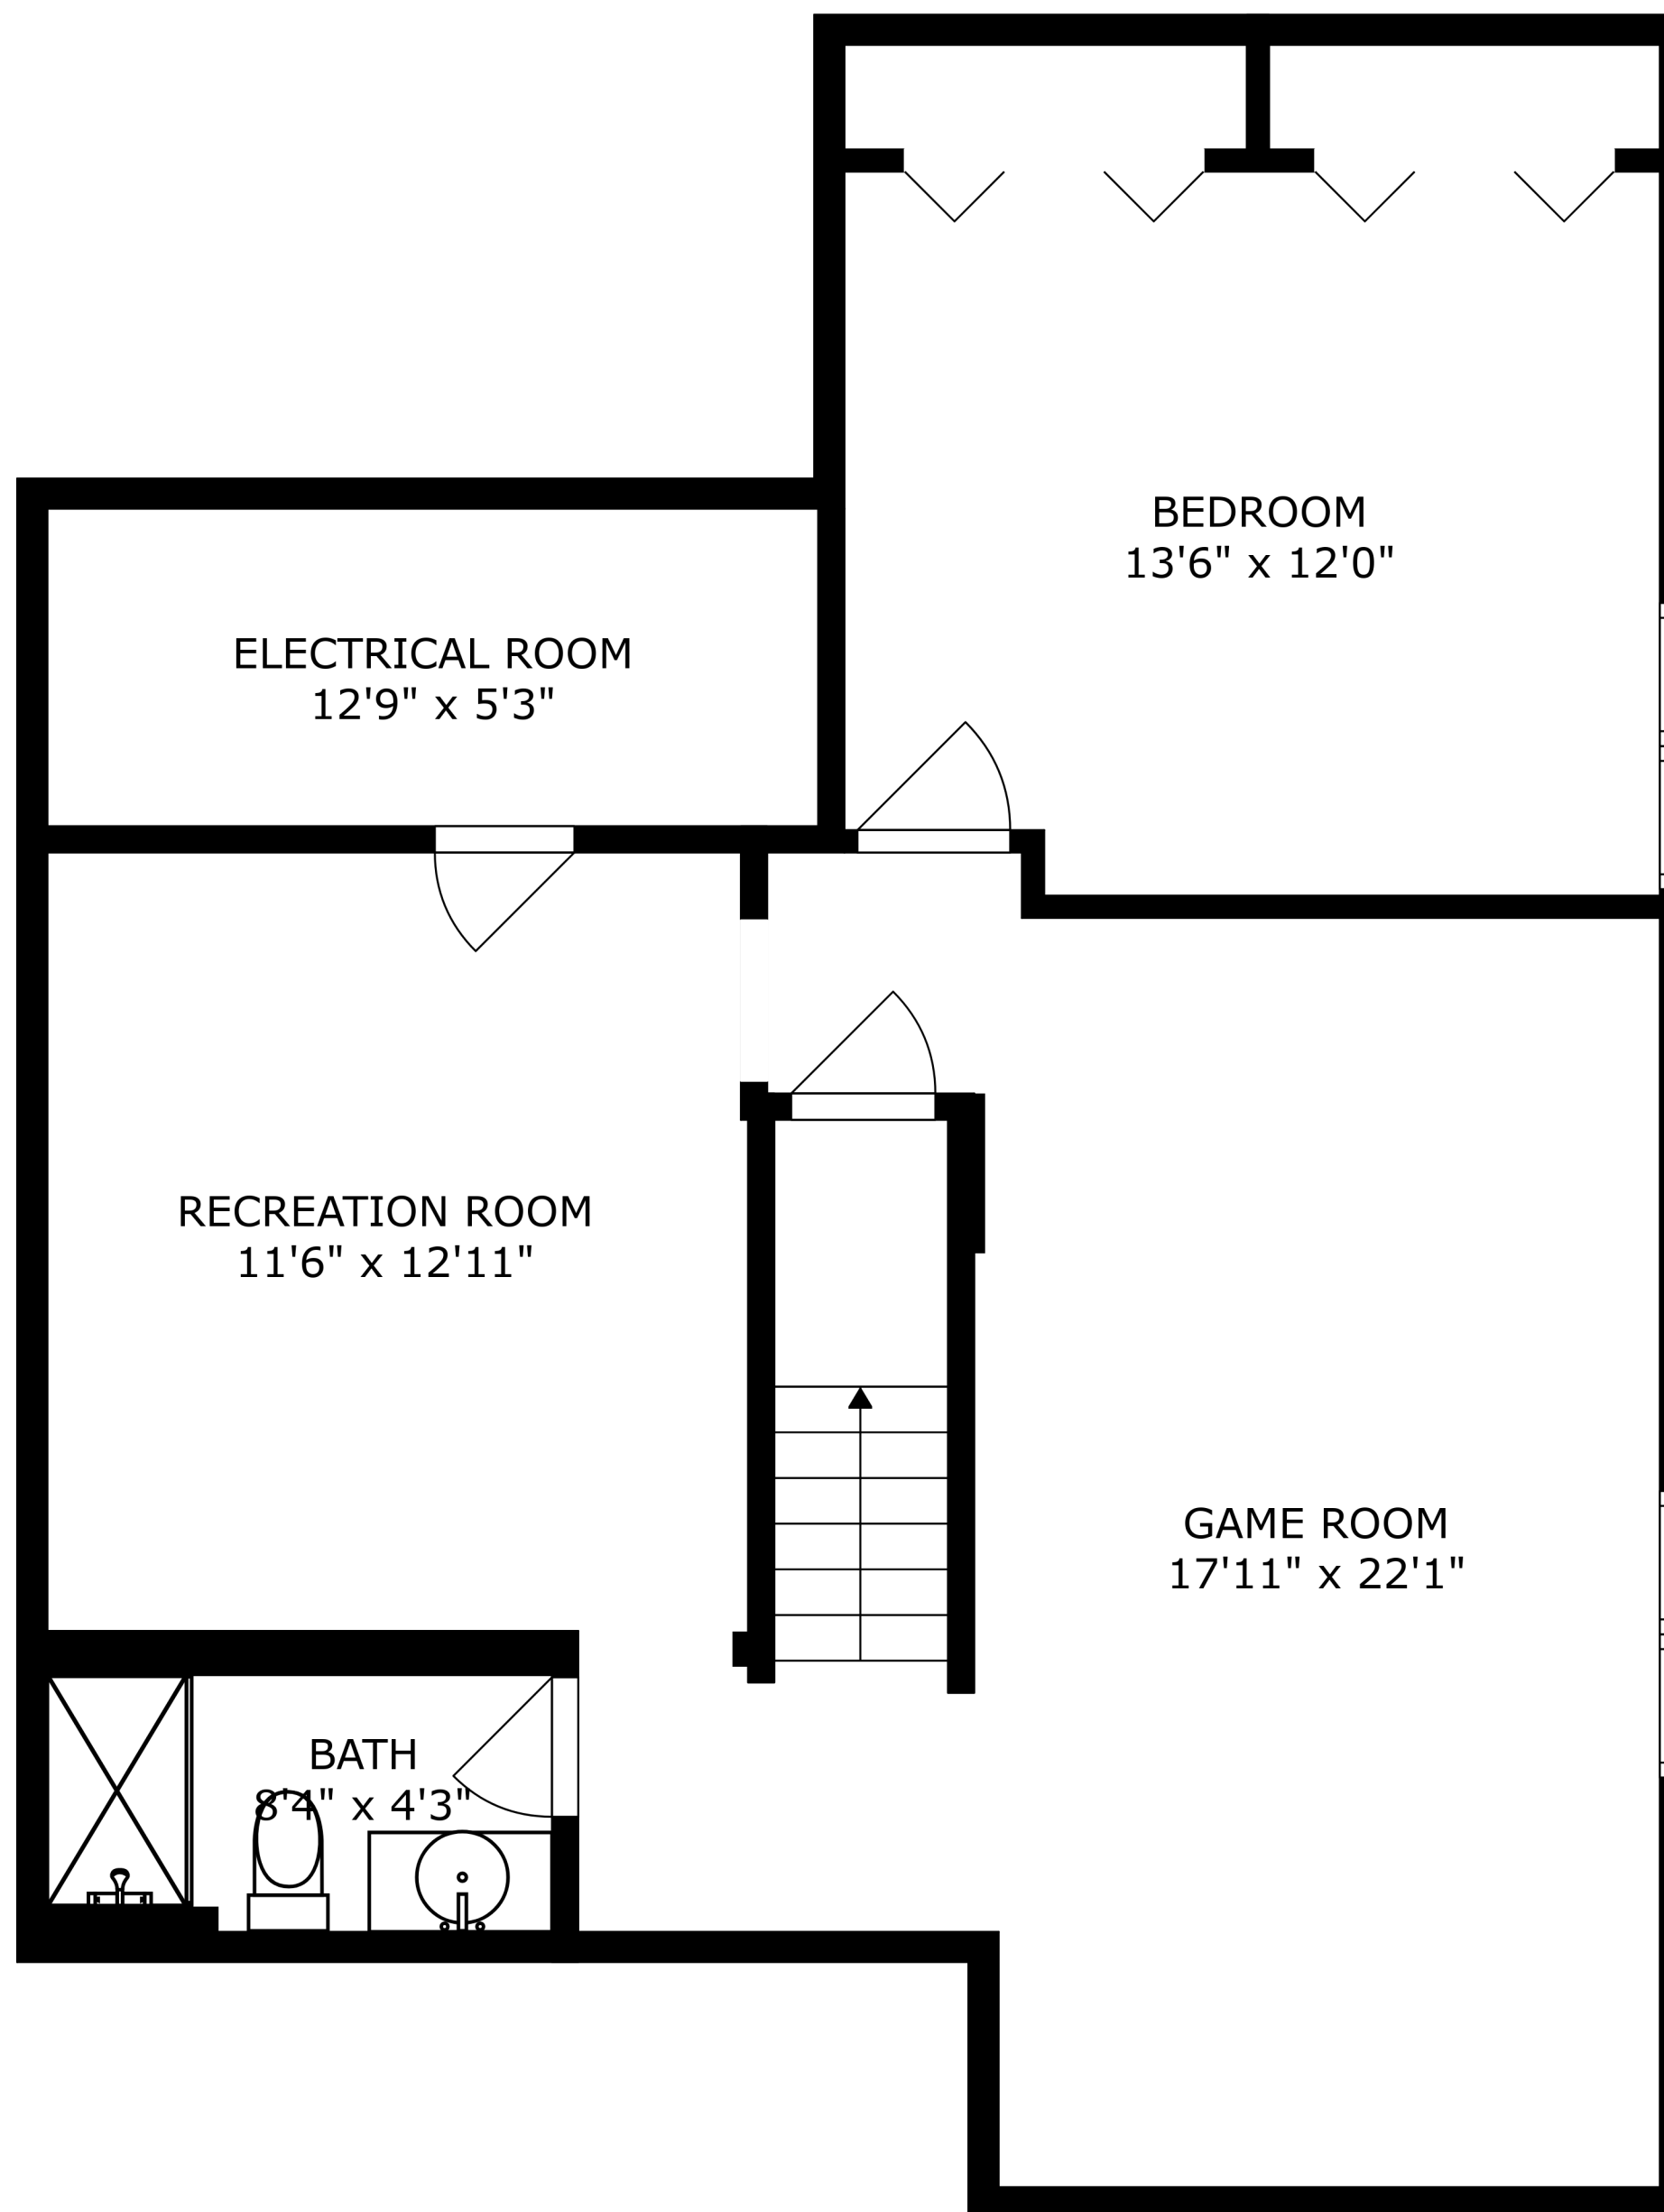 BEDROOM
13'6" x 12'0"
ELECTRICAL ROOM
12'9" x 5'3"
RECREATION ROOM
11'6" x 12'11"
GAME ROOM
17'11" x 22'1"
BATH
8'4" x 4'3"